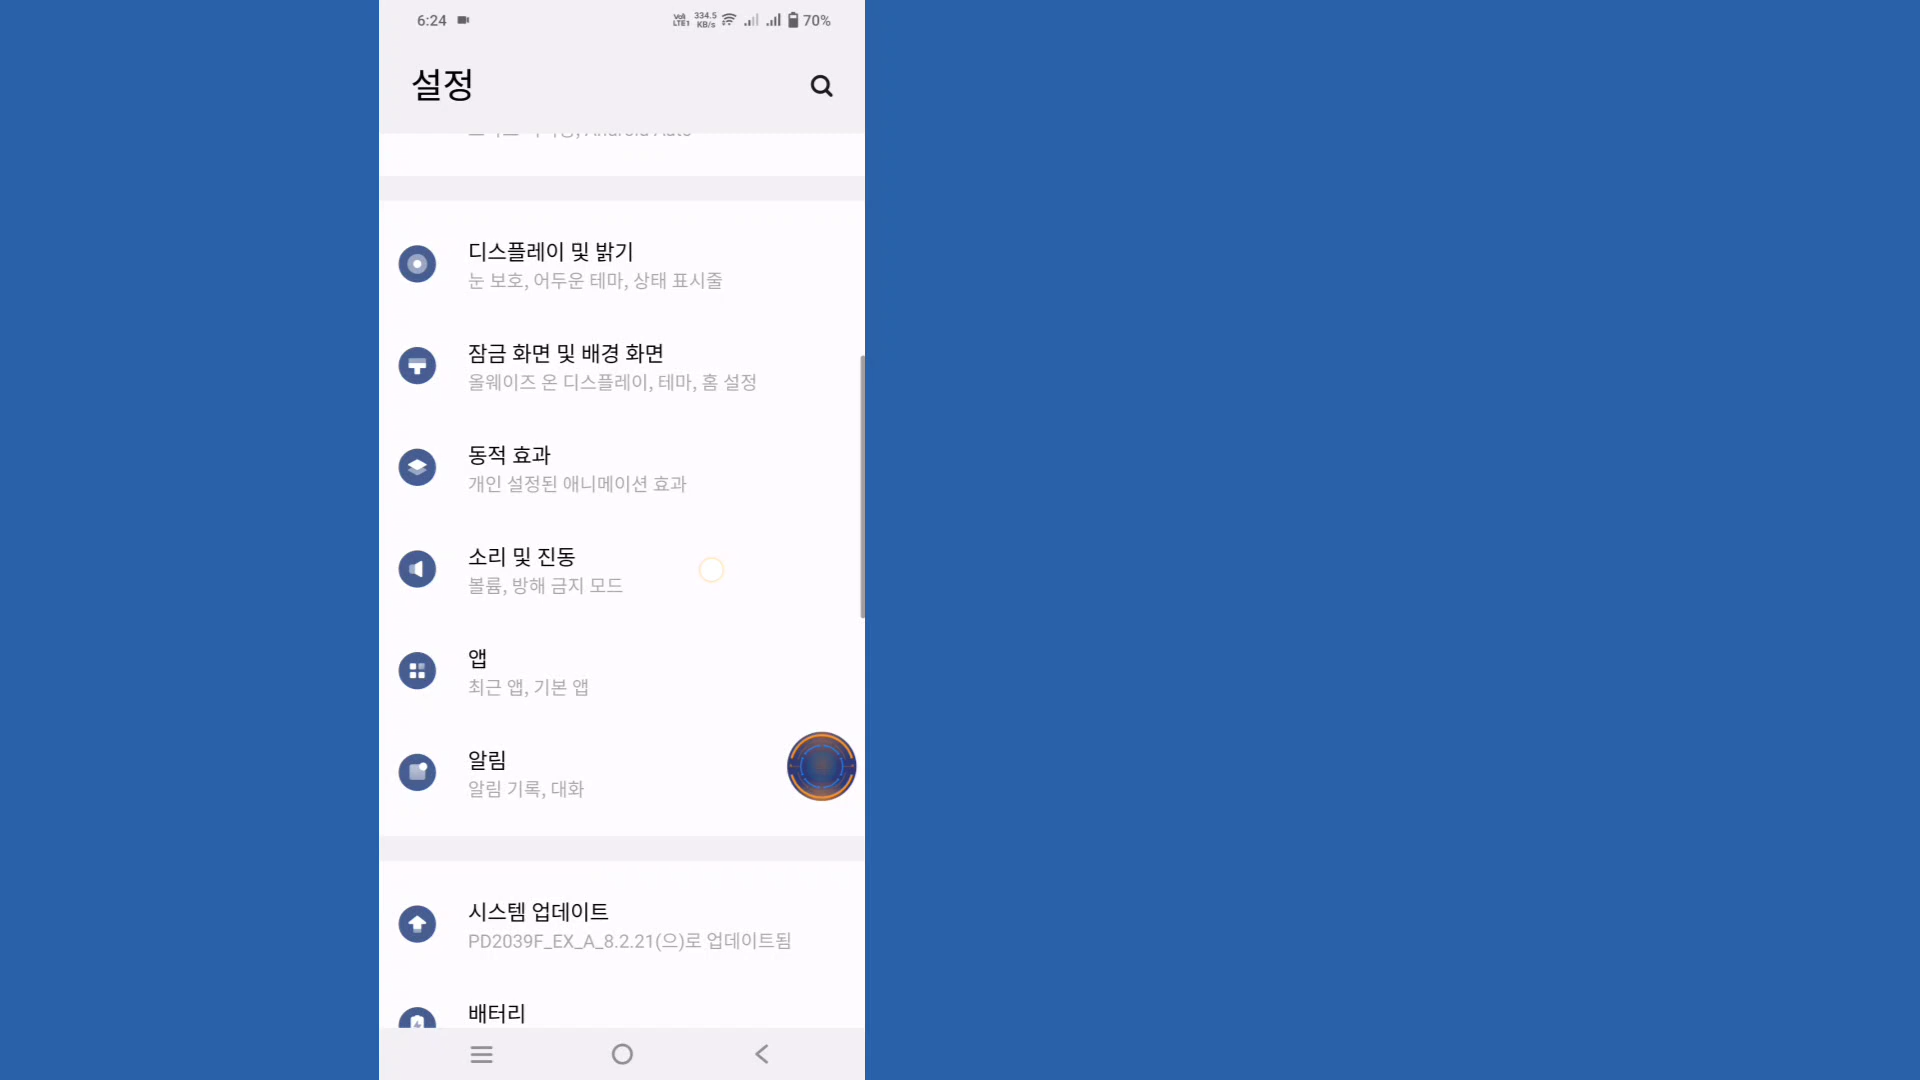 6:24
VoB LTE1 334.5 KB/s 70%
설정
Android Auto
디스플레이 및 밝기
눈 보호, 어두운 테마, 상태 표시줄
잠금 화면 및 배경 화면
올웨이즈 온 디스플레이, 테마, 홈 설정
동적 효과
개인 설정된 애니메이션 효과
소리 및 진동
볼륨, 방해 금지 모드
앱
최근 앱, 기본 앱
알림
알림 기록, 대화
시스템 업데이트
PD2039F_EX_A_8.2.21(으)로 업데이트됨
배터리